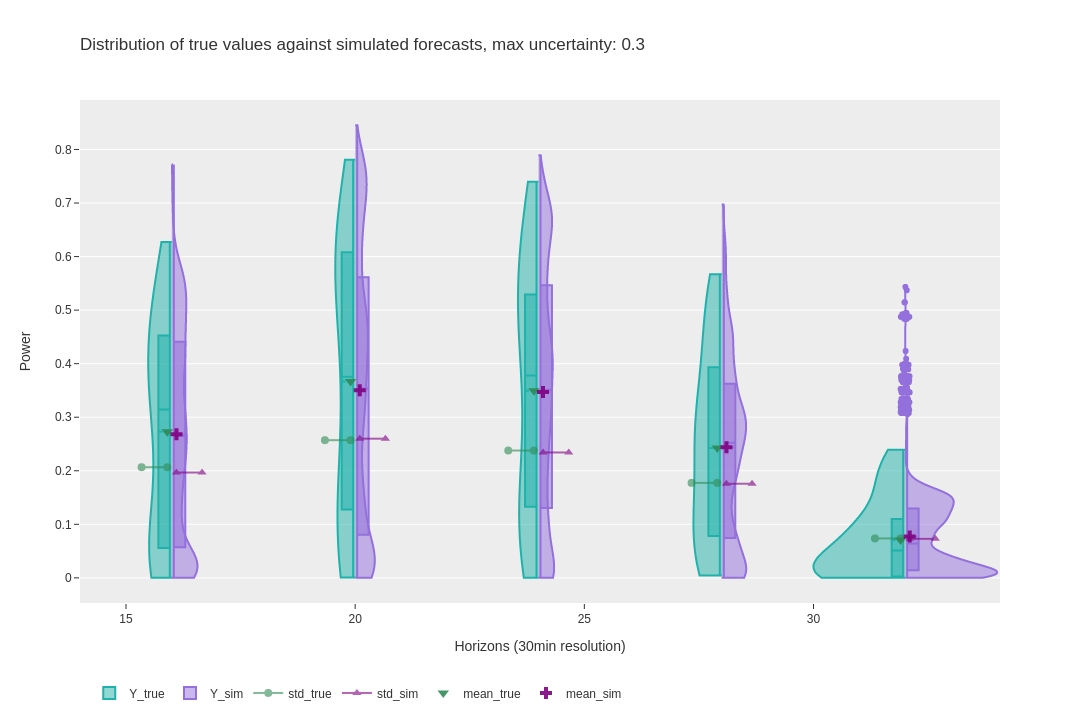 Distribution of true values against simulated forecasts, max uncertainty: 0.3
0.8
0.7
0.6
0.5
0.4
0.3
0.2
0.1
0
Power
15 20 25 30
Horizons (30min resolution)
Y_true Y_sim std_true std_sim mean_true mean_sim